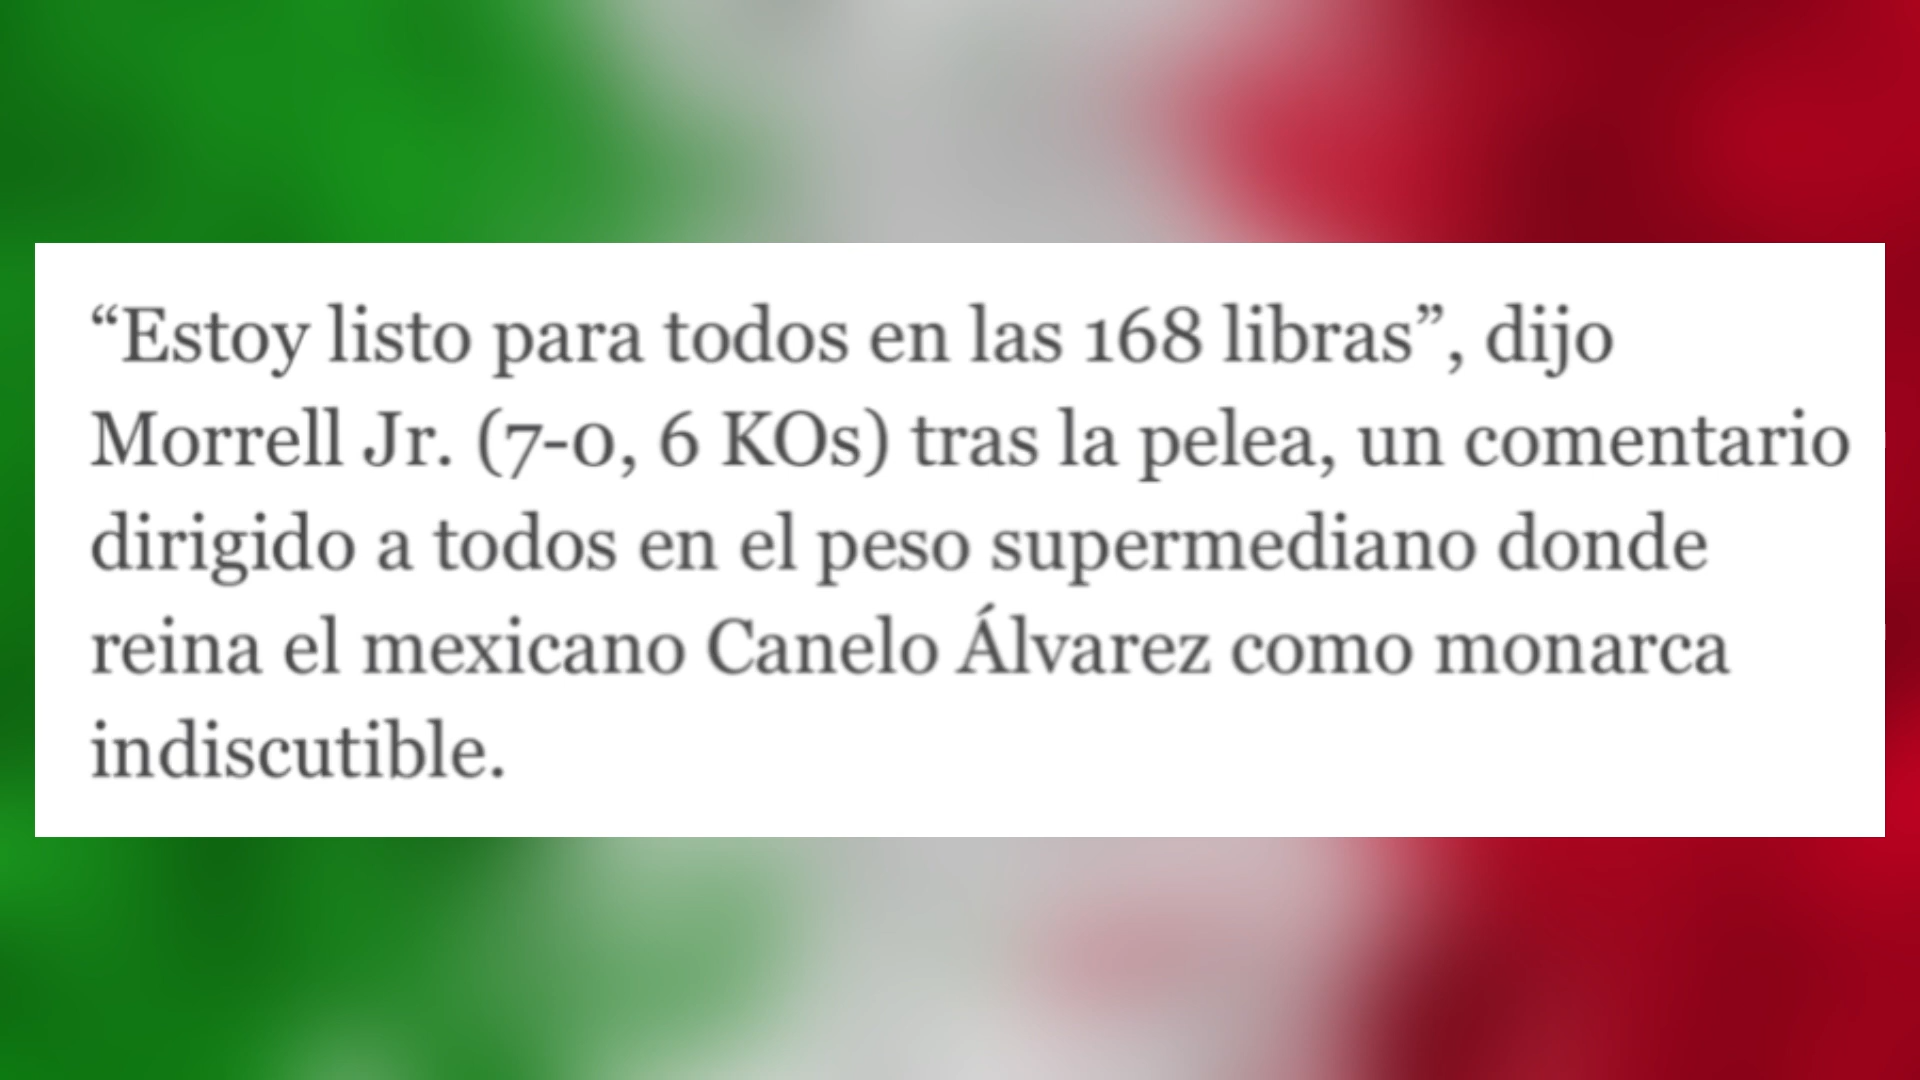 “Estoy listo para todos en las 168 libras”, dijo
Morrell Jr. (7-0, 6 KOs) tras la pelea, un comentario
dirigido a todos en el peso supermediano donde
reina el mexicano Canelo Álvarez como monarca
indiscutible.